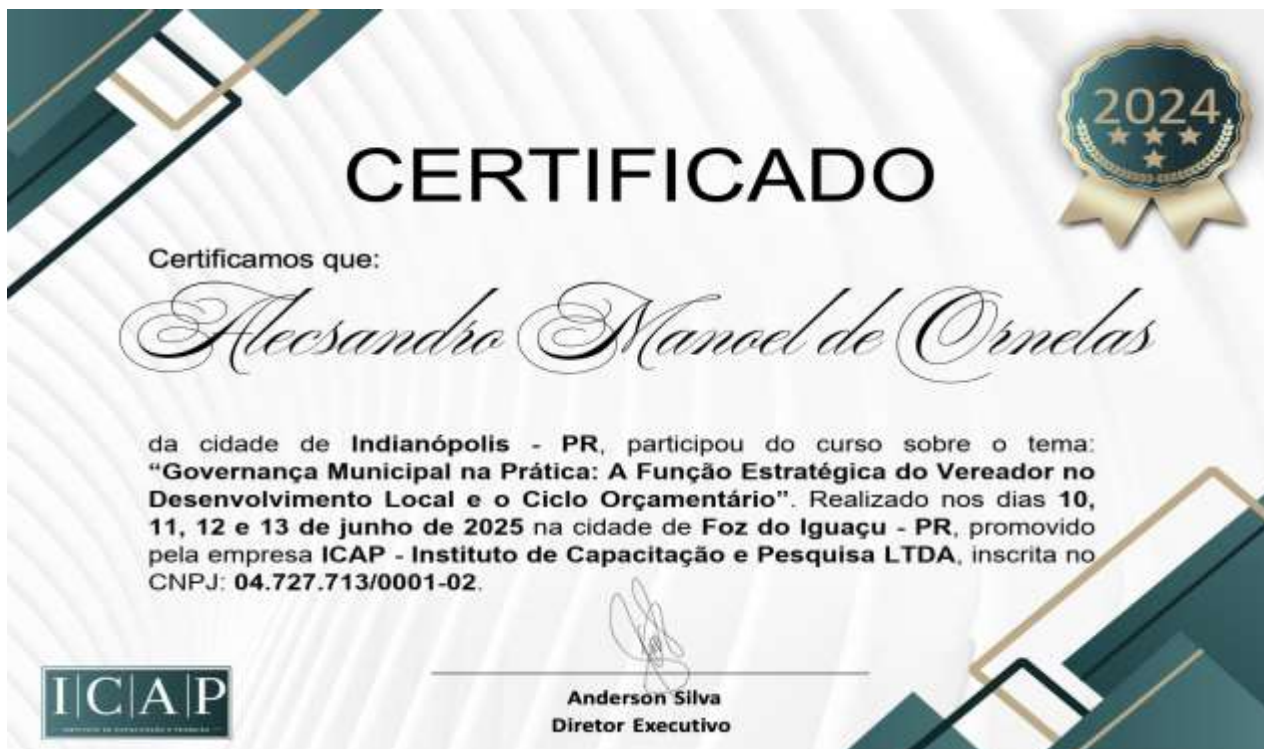 2024
CERTIFICADO
Certificamos que:
Alecsandro Manoel de Ornelas
da cidade de Indianópolis - PR, participou do curso sobre o tema:
“Governança Municipal na Prática: A Função Estratégica do Vereador no
Desenvolvimento Local e o Ciclo Orçamentário”. Realizado nos dias 10,
11, 12 e 13 de junho de 2025 na cidade de Foz do Iguaçu - PR, promovido
pela empresa ICAP - Instituto de Capacitação e Pesquisa LTDA, inscrita no
CNPJ: 04.727.713/0001-02.
I|C|A|P
Anderson Silva
Diretor Executivo